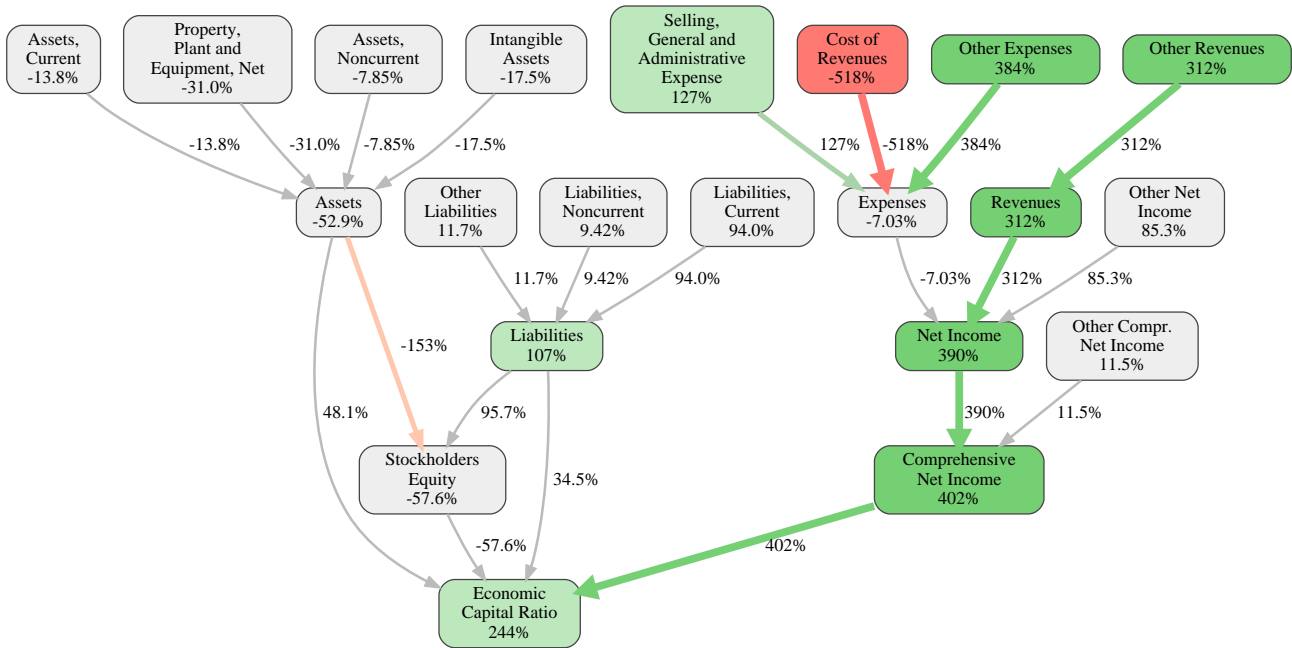 Assets,
Current
-13.8%
Property,
Plant and
Equipment, Net
-31.0%
Assets,
Noncurrent
-7.85%
Intangible
Assets
-17.5%
Selling,
General and
Administrative
Expense
127%
Cost of
Revenues
-518%
Other Expenses
384%
Other Revenues
312%
-13.8%
-31.0%
-7.85%
-17.5%
127%
-518%
384%
312%
Assets
-52.9%
Other
Liabilities
11.7%
Liabilities,
Noncurrent
9.42%
Liabilities,
Current
94.0%
Expenses
-7.03%
Revenues
312%
Other Net
Income
85.3%
11.7%
9.42%
94.0%
-7.03%
312%
85.3%
-153%
Liabilities
107%
Net Income
390%
Other Compr.
Net Income
11.5%
48.1%
95.7%
390%
11.5%
Stockholders
Equity
-57.6%
34.5%
Comprehensive
Net Income
402%
-57.6%
402%
Economic
Capital Ratio
244%